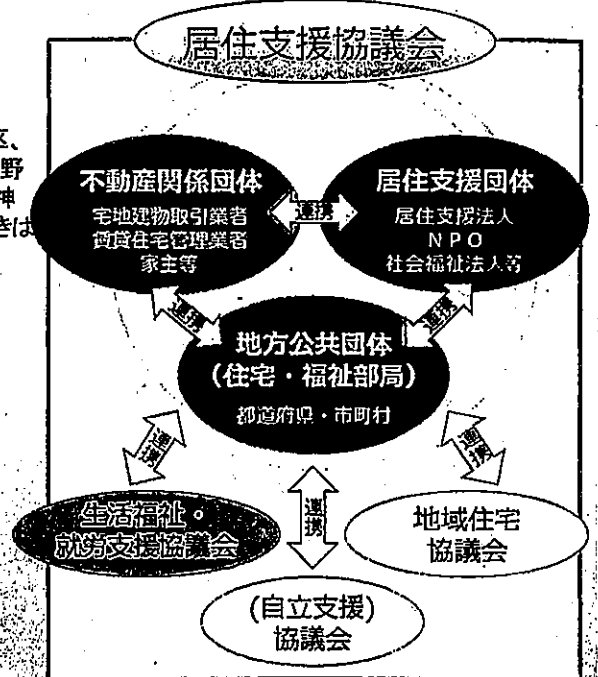 居住支援協議会
区、
野
神
きは
不動産関係団体
宅地建物取引業者
賃貸住宅管理業者
家主等
連携
居住支援団体
居住支援法人
NPO
社会福祉法人等
連携
連携
地方公共団体
(住宅・福祉部局)
都道府県・市町村
連携
連携
連携
生活福祉・
就労支援協議会
地域住宅
協議会
(自立支援)
協議会